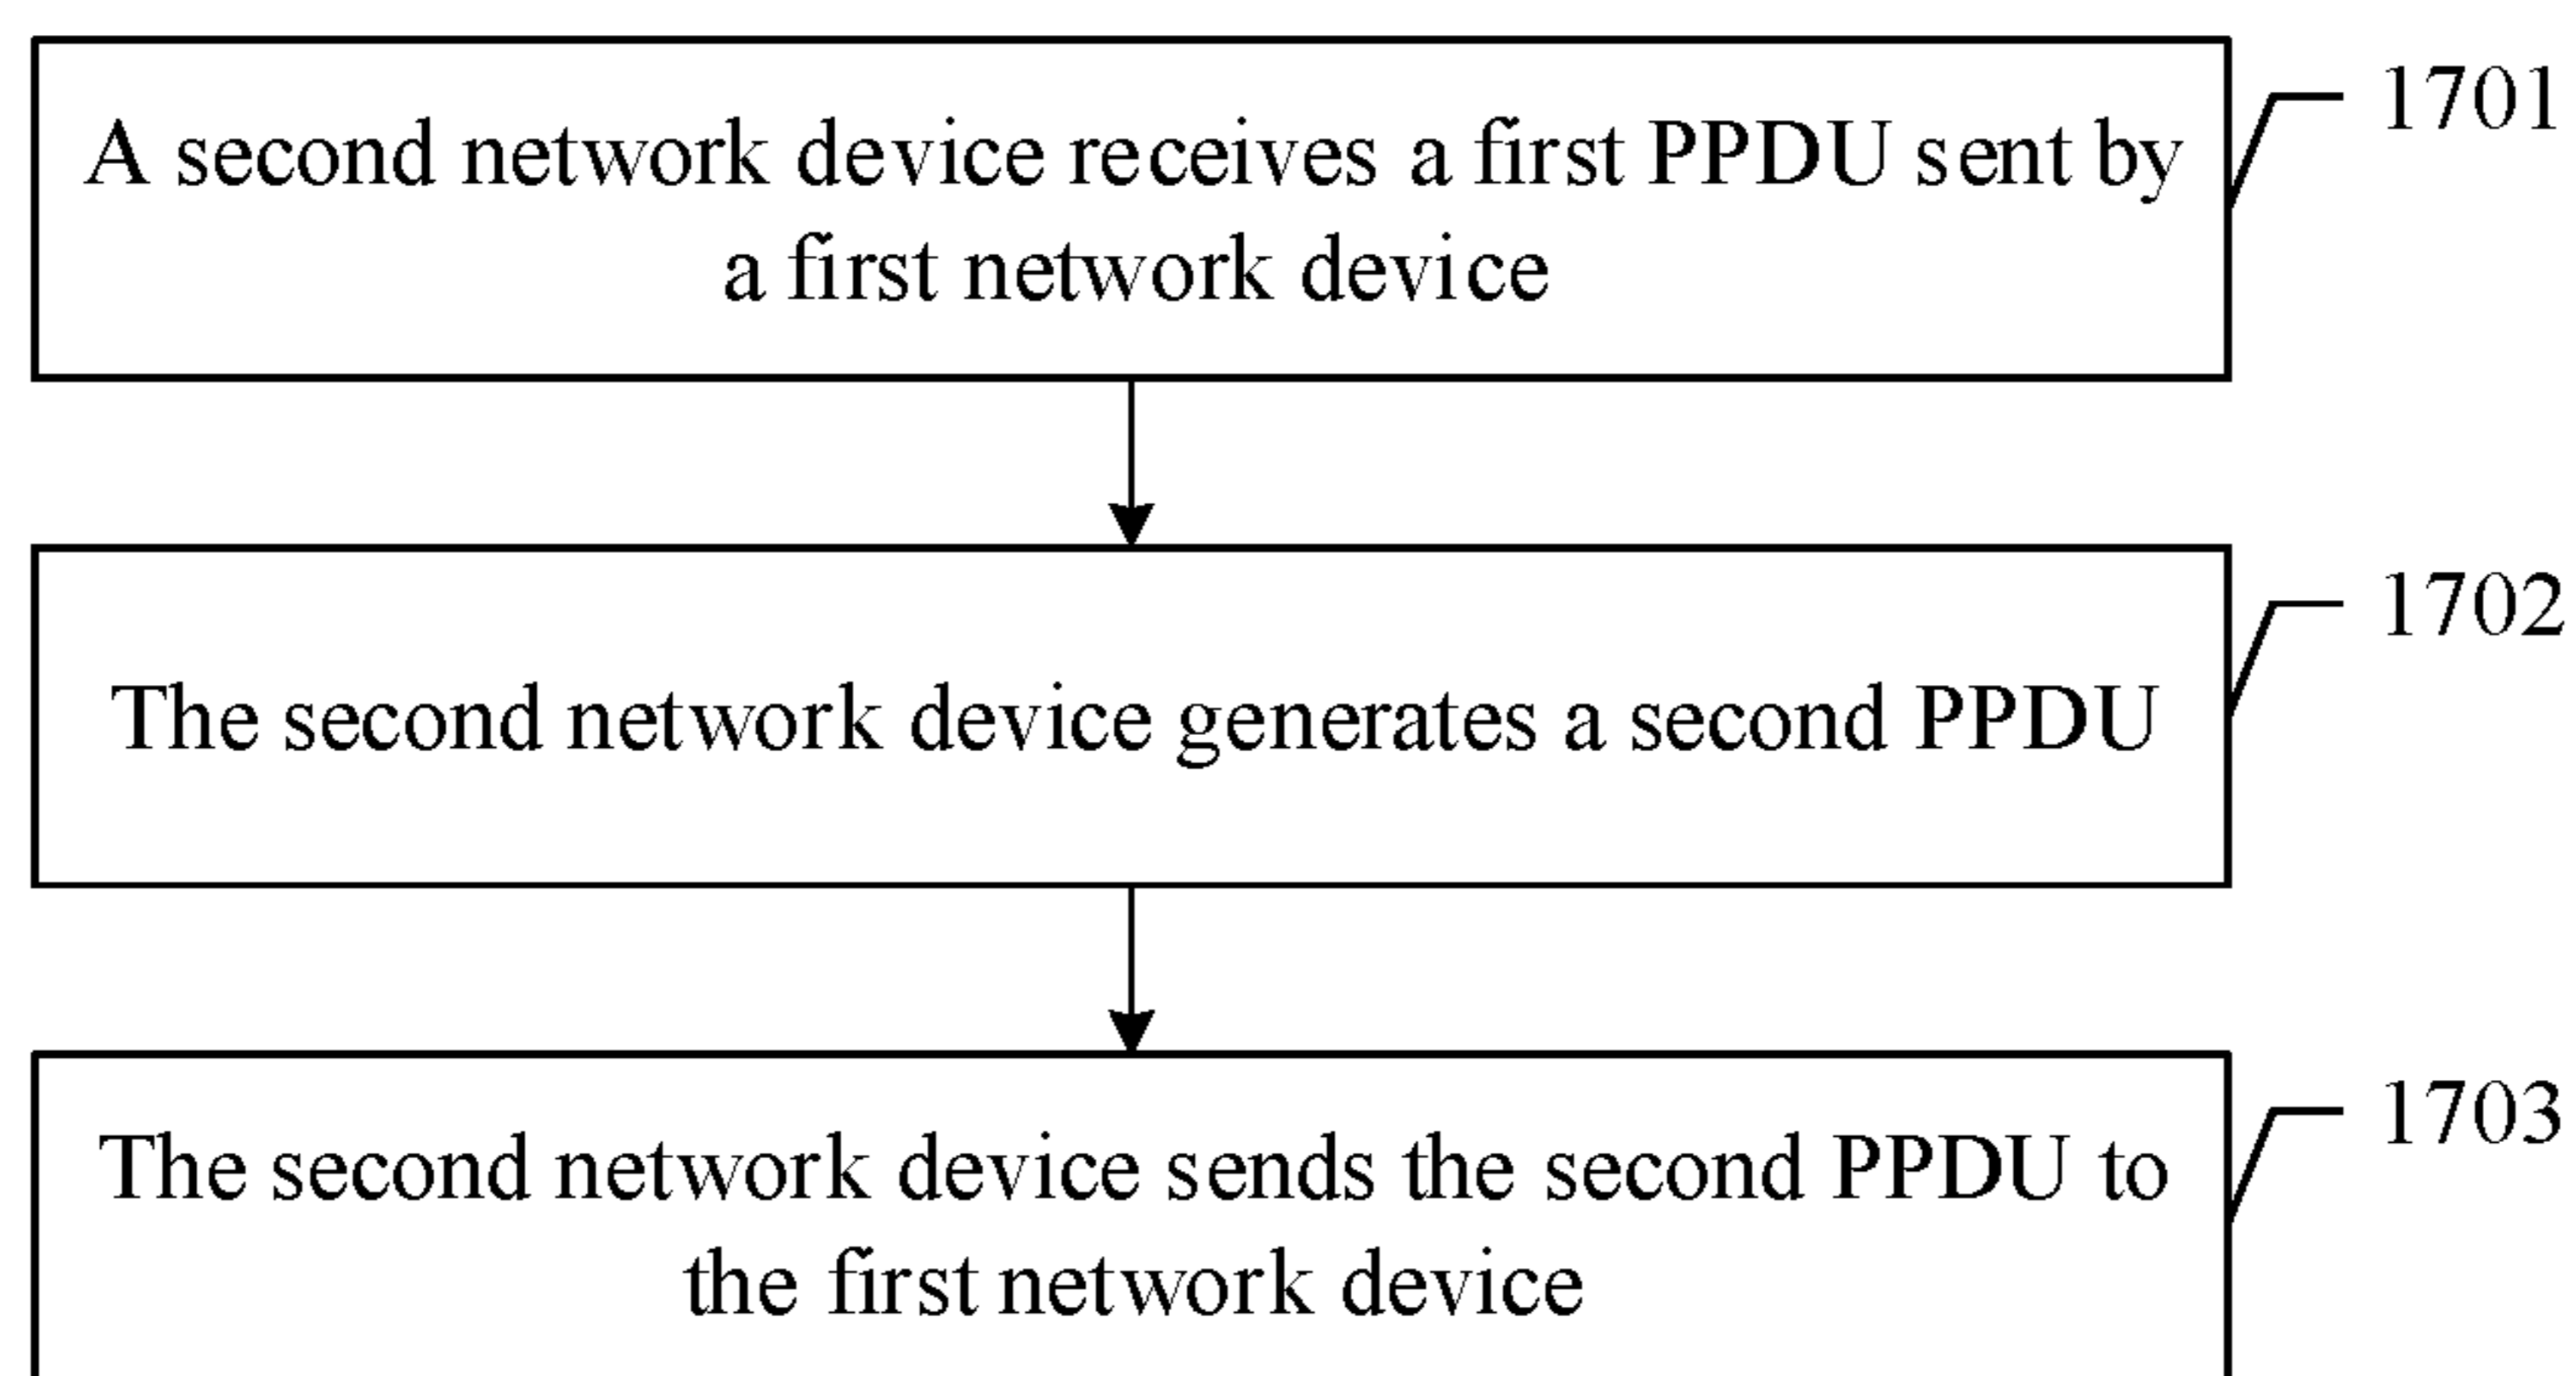 A second network device receives a first PPDU sent by
a first network device
1701
The second network device generates a second PPDU
1702
The second network device sends the second PPDU to
the first network device
1703